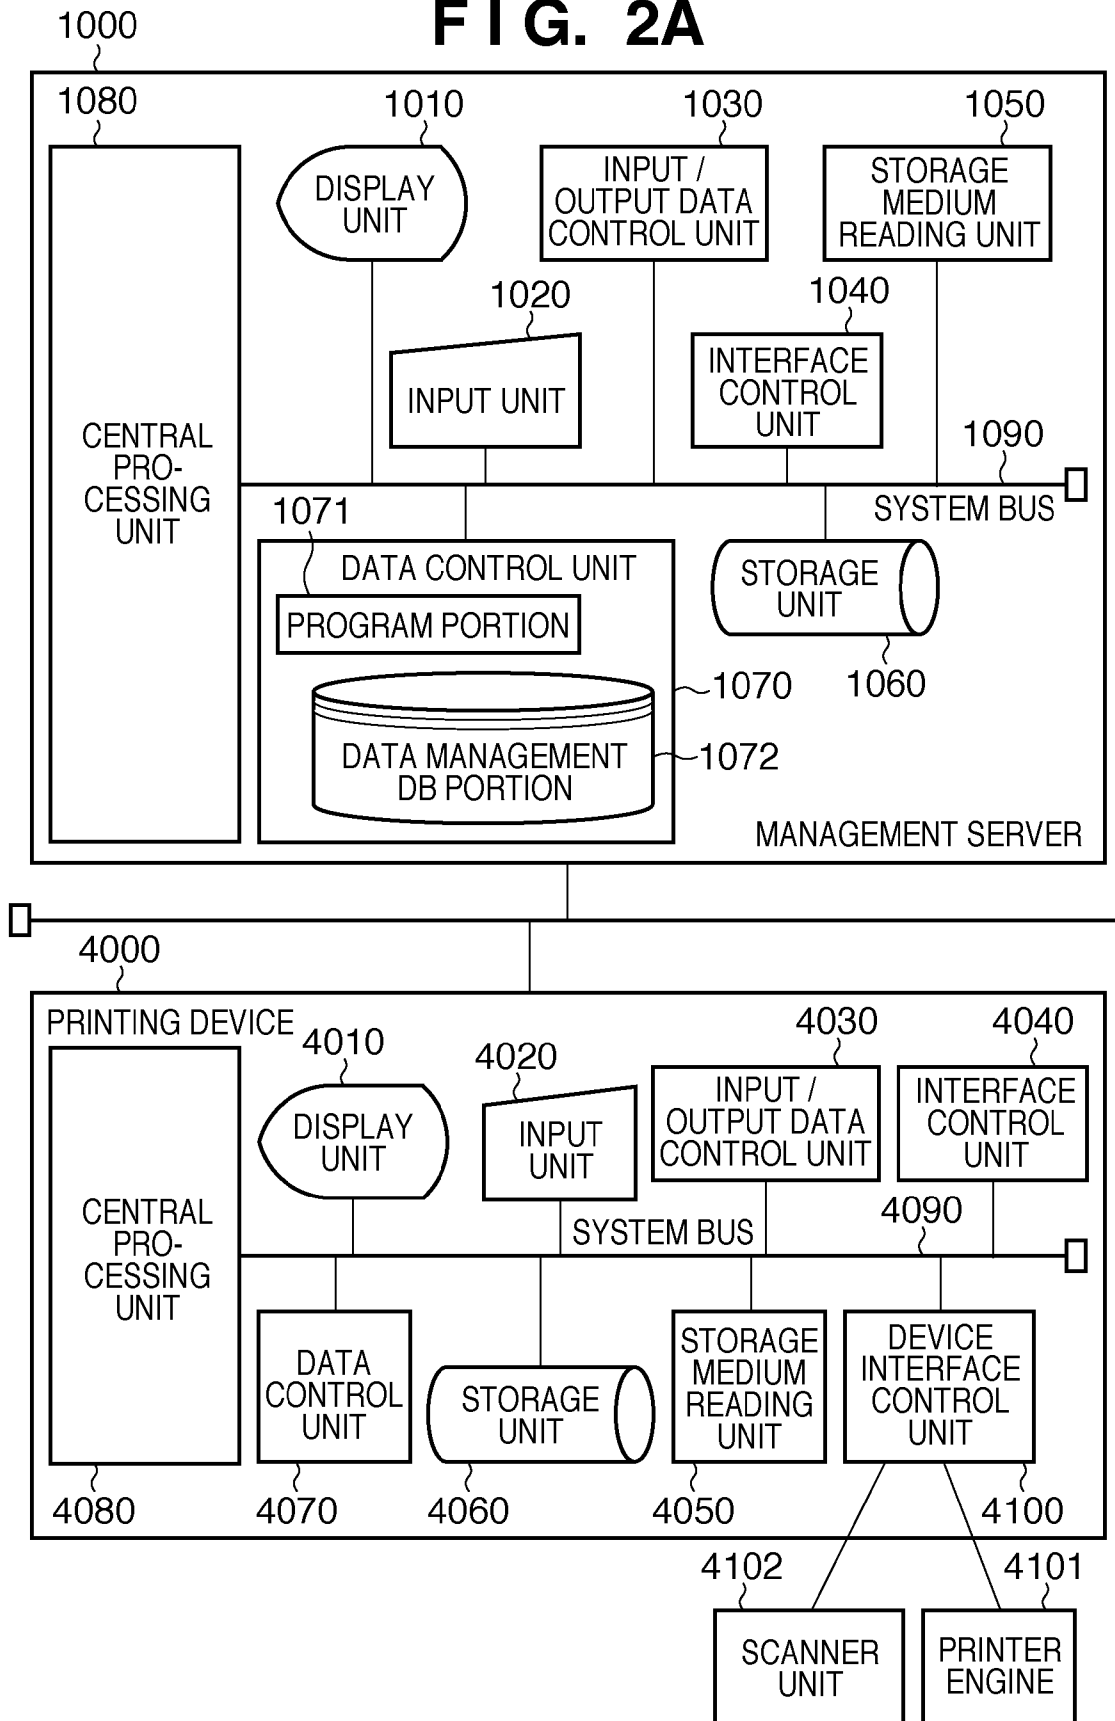 FIG. 2A
1000
1080
1010
1030
1050
DISPLAY
UNIT
INPUT /
OUTPUT DATA
CONTROL UNIT
STORAGE
MEDIUM
READING UNIT
1020
1040
INPUT UNIT
INTERFACE
CONTROL
UNIT
CENTRAL
PRO-
CESSING
UNIT
1090
SYSTEM BUS
1071
DATA CONTROL UNIT
PROGRAM PORTION
STORAGE
UNIT
1070
1060
DATA MANAGEMENT
DB PORTION
1072
MANAGEMENT SERVER
4000
PRINTING DEVICE
4010
4020
4030
4040
DISPLAY
UNIT
INPUT
UNIT
INPUT /
OUTPUT DATA
CONTROL UNIT
INTERFACE
CONTROL
UNIT
CENTRAL
PRO-
CESSING
UNIT
SYSTEM BUS
4090
DATA
CONTROL
UNIT
STORAGE
UNIT
STORAGE
MEDIUM
READING
UNIT
DEVICE
INTERFACE
CONTROL
UNIT
4080
4070
4060
4050
4100
4102
4101
SCANNER
UNIT
PRINTER
ENGINE